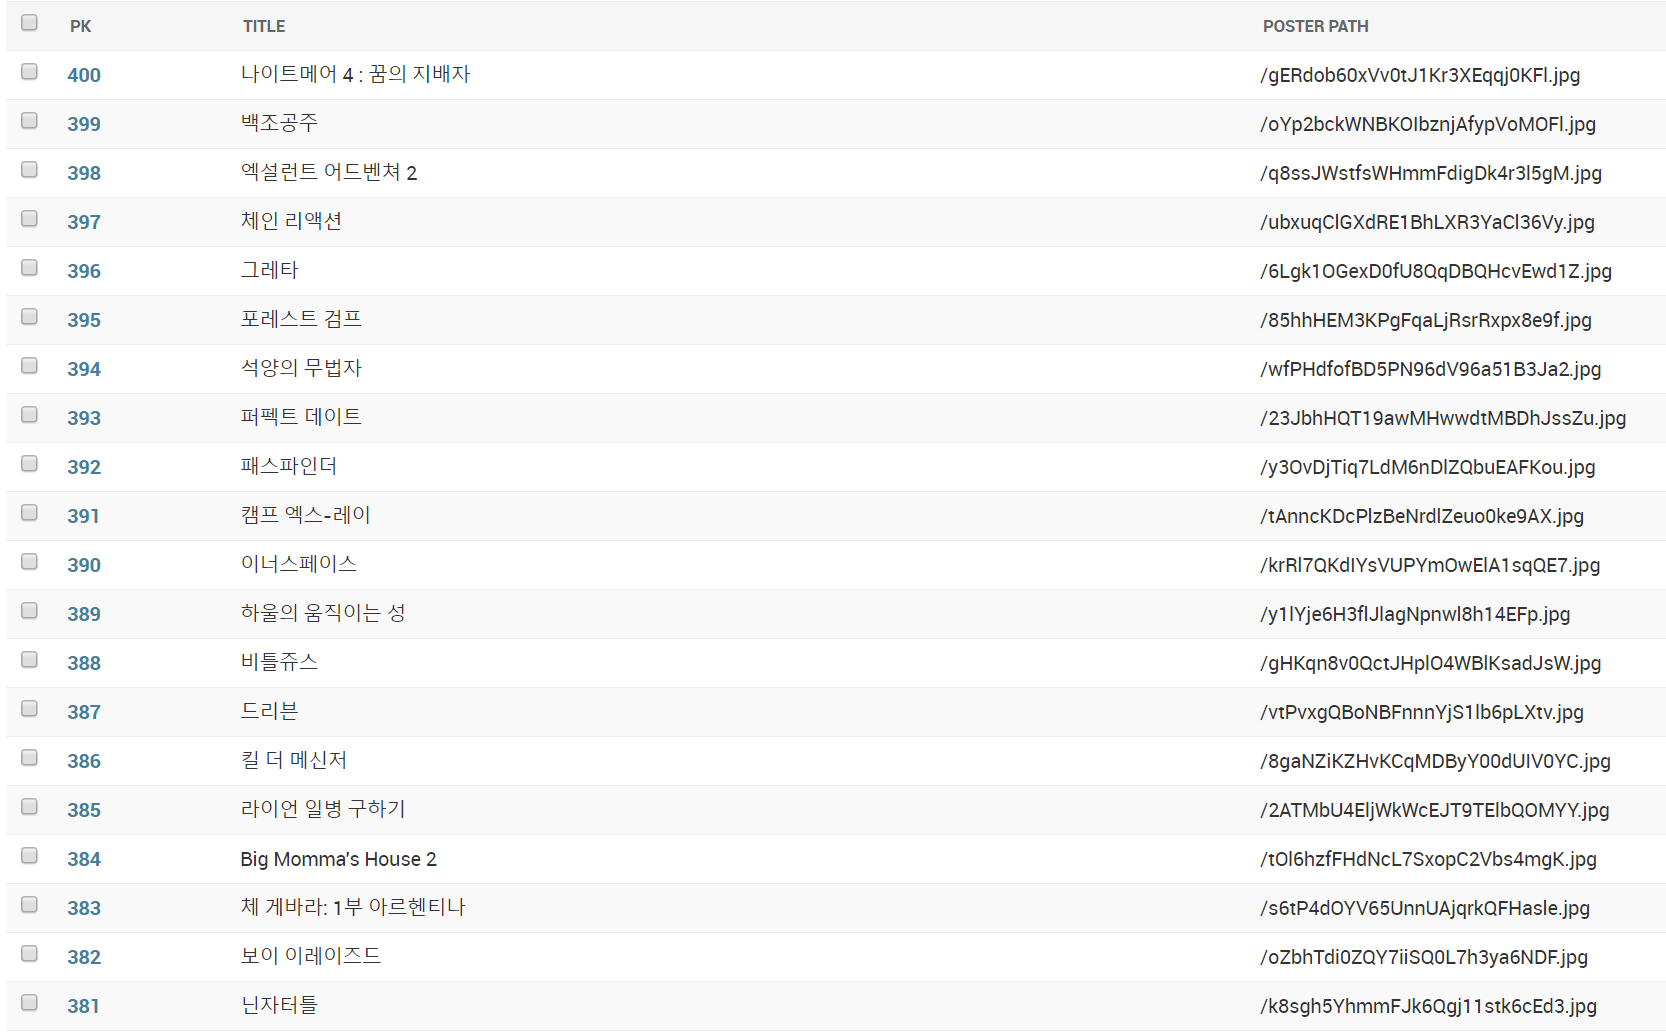 PK TITLE POSTER PATH
400 나이트메어 4 : 꿈의 지배자 /gERdob60xVv0tJ1Kr3XEqqj0KFl.jpg
399 백조공주 /oYp2bckWNBKOIbznjAfypVoMOFl.jpg
398 엑설런트 어드벤쳐 2 /q8ssJWstfsWHmmFdigDk4r3l5gM.jpg
397 체인 리액션 /ubxuqClGXdRE1BhLXR3YaCl36Vy.jpg
396 그레타 /6Lgk1OGexD0fU8QqDBQHcvEwd1Z.jpg
395 포레스트 검프 /85hhHEM3KPgFqaLjRsrRxpx8e9f.jpg
394 석양의 무법자 /wfPHdfofBD5PN96dV96a51B3Ja2.jpg
393 퍼펙트 데이트 /23JbhHQT19awMHwwdtMBDhJssZu.jpg
392 패스파인더 /y3OvDjTiq7LdM6nDlZQbuEAFKou.jpg
391 캠프 엑스-레이 /tAnncKDcPlzBeNrdlZeuo0ke9AX.jpg
390 이너스페이스 /krRl7QKdIYsVUPYmOwElA1sqQE7.jpg
389 하울의 움직이는 성 /y1lYje6H3flJlagNpnwl8h14EFp.jpg
388 비틀쥬스 /gHKqn8v0QctJHplO4WBlKsadJsW.jpg
387 드리븐 /vtPvxgQBoNBFnnnYjS1lb6pLXtv.jpg
386 킬 더 메신저 /8gaNZiKZHvKCqMDByY00dUIV0YC.jpg
385 라이언 일병 구하기 /2ATMbU4EljWkWcEJT9TElbQOMYY.jpg
384 Big Momma's House 2 /tOl6hzfFHdNcL7SxopC2Vbs4mgK.jpg
383 체 게바라: 1부 아르헨티나 /s6tP4dOYV65UnnUAjqrkQFHasle.jpg
382 보이 이레이즈드 /oZbhTdi0ZQY7iiSQ0L7h3ya6NDF.jpg
381 닌자터틀 /k8sgh5YhmmFJk6Qgj11stk6cEd3.jpg